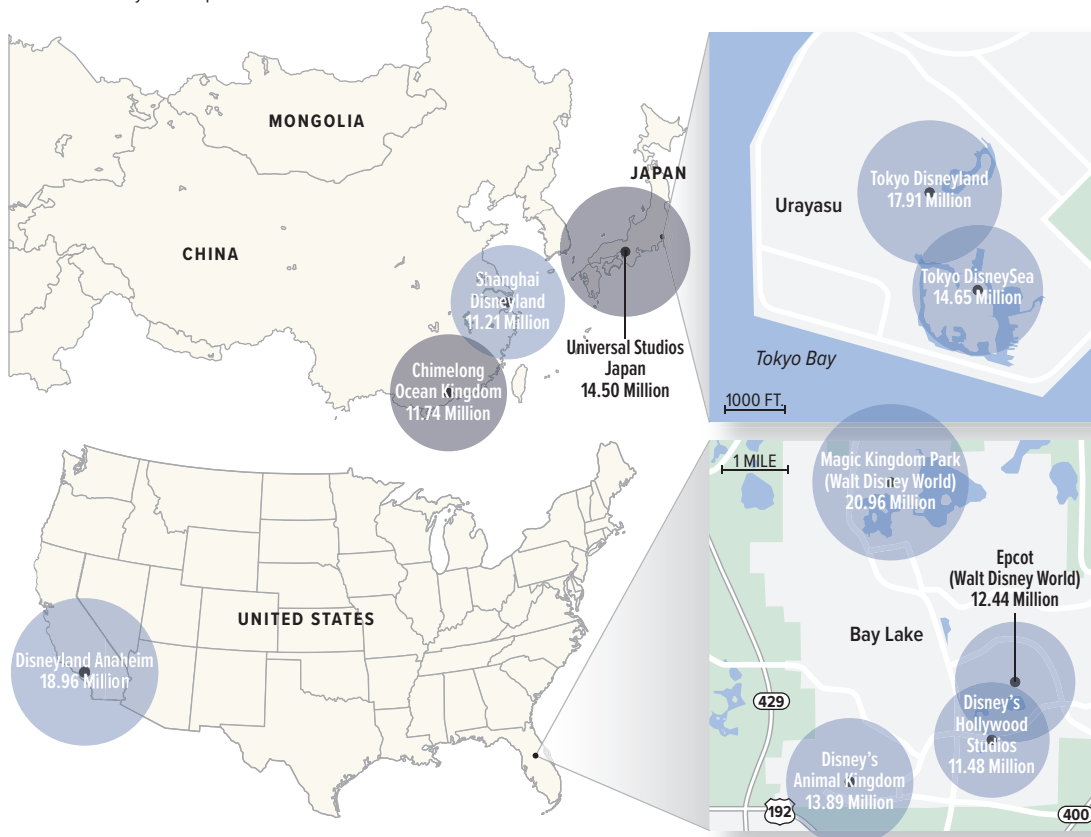 MONGOLIA
JAPAN
CHINA
Shanghai
Disneyland
11.21 Million
Chimelong
Ocean Kingdom
11.74 Million
Universal Studios
Japan
14.50 Million
Tokyo Disneyland
17.91 Million
Urayasu
Tokyo DisneySea
14.65 Million
Tokyo Bay
1000 FT.
UNITED STATES
Disneyland Anaheim
18.96 Million
1 MILE
Magic Kingdom Park
(Walt Disney World)
20.96 Million
Epcot
(Walt Disney World)
12.44 Million
Bay Lake
429
Disney's
Hollywood
Studios
11.48 Million
Disney's
Animal Kingdom
13.89 Million
192
400